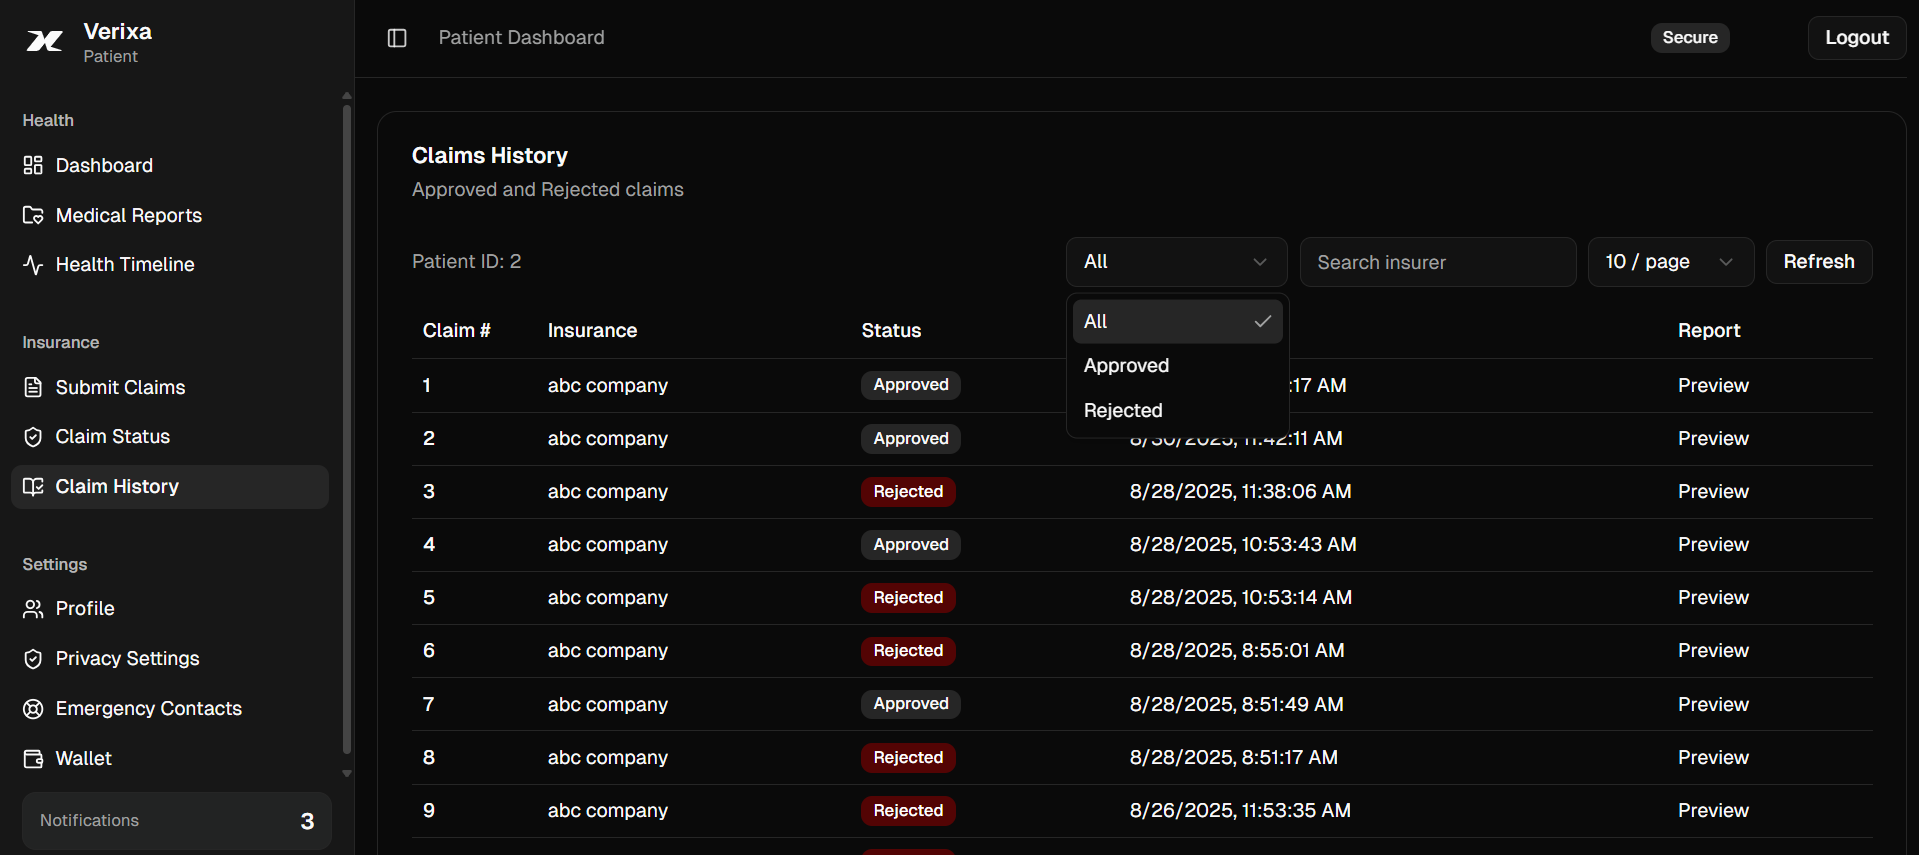 Verixa
Patient
Health
Dashboard
Medical Reports
Health Timeline
Insurance
Submit Claims
Claim Status
Claim History
Settings
Profile
Privacy Settings
Emergency Contacts
Wallet
Notifications 3
Patient Dashboard Secure Logout
Claims History
Approved and Rejected claims
Patient ID: 2 All Search insurer 10 / page Refresh
All
Approved
Rejected
Claim # Insurance Status Report
1 abc company Approved :17 AM Preview
2 abc company Approved 8/30/2025, 11:42:11 AM Preview
3 abc company Rejected 8/28/2025, 11:38:06 AM Preview
4 abc company Approved 8/28/2025, 10:53:43 AM Preview
5 abc company Rejected 8/28/2025, 10:53:14 AM Preview
6 abc company Rejected 8/28/2025, 8:55:01 AM Preview
7 abc company Approved 8/28/2025, 8:51:49 AM Preview
8 abc company Rejected 8/28/2025, 8:51:17 AM Preview
9 abc company Rejected 8/26/2025, 11:53:35 AM Preview